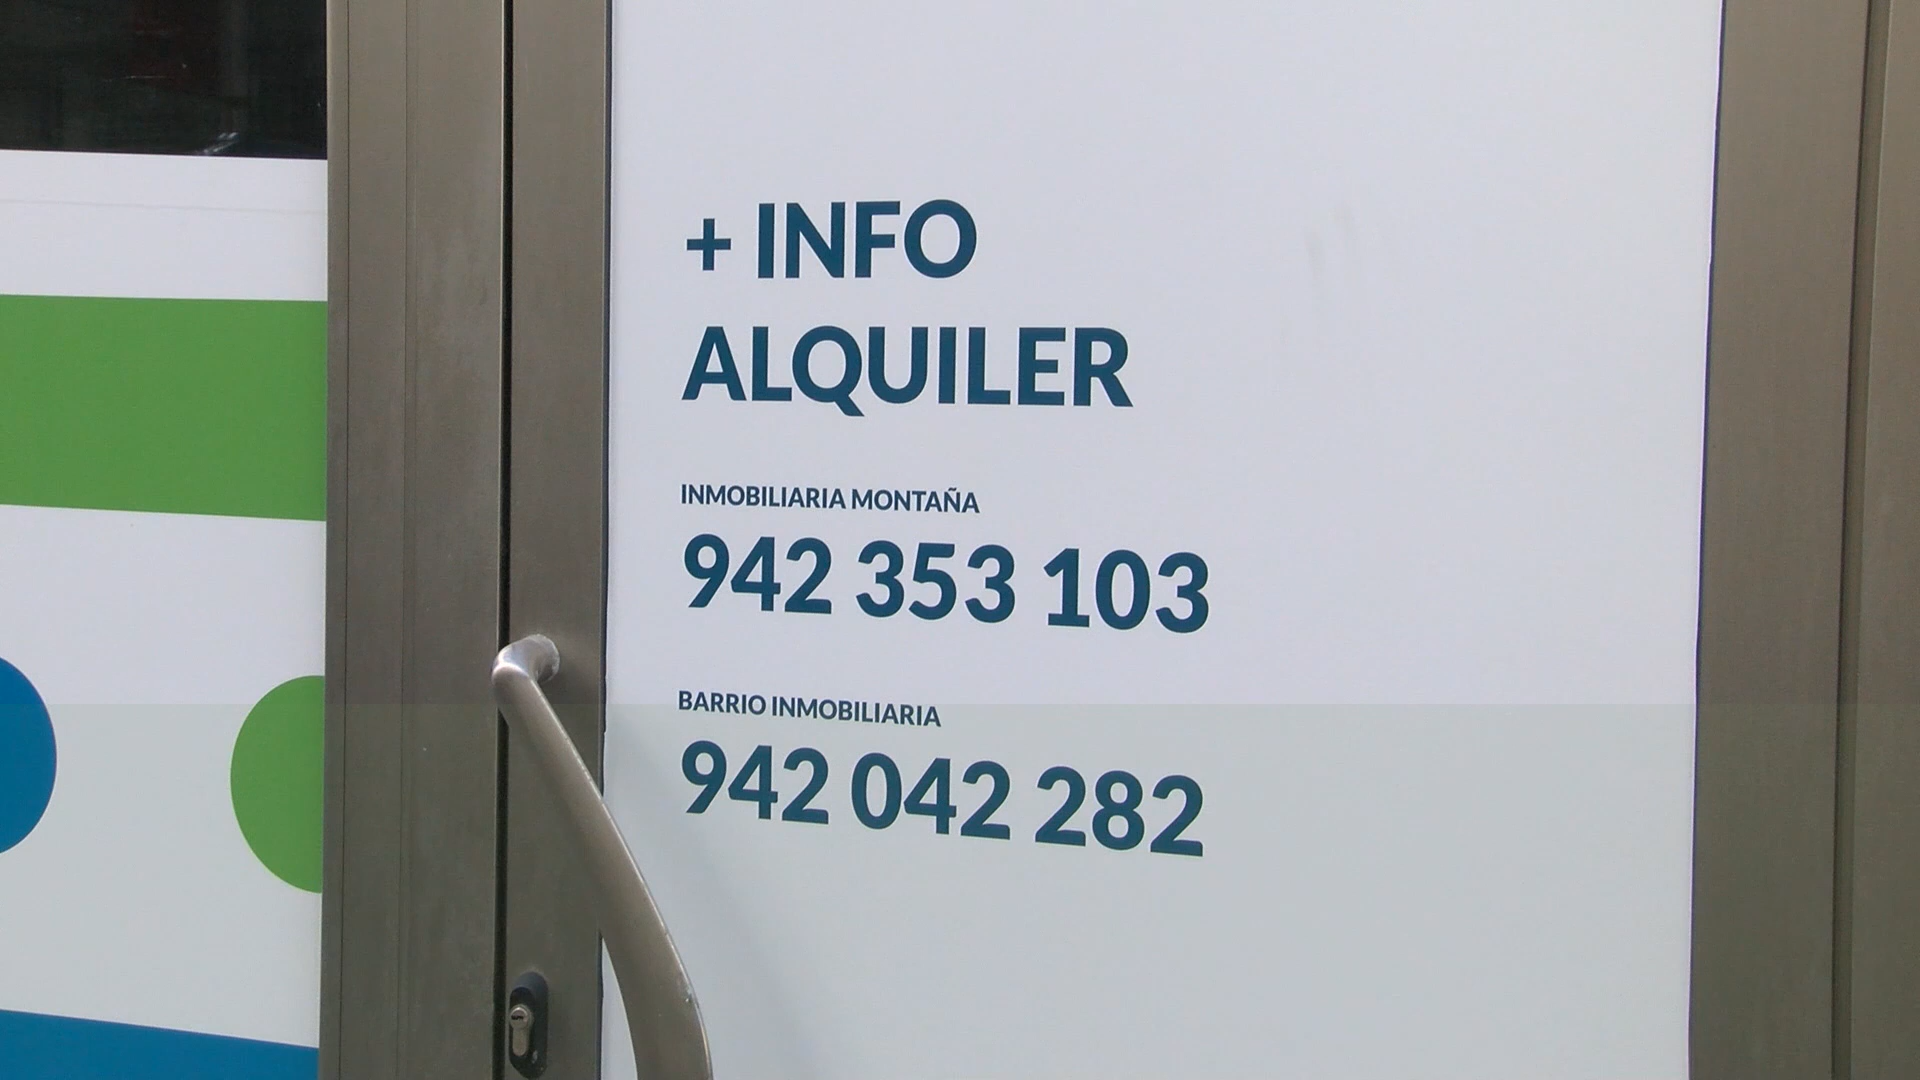 + INFO
ALQUILER
INMOBILIARIA MONTAÑA
942 353 103
BARRIO INMOBILIARIA
942 042 282